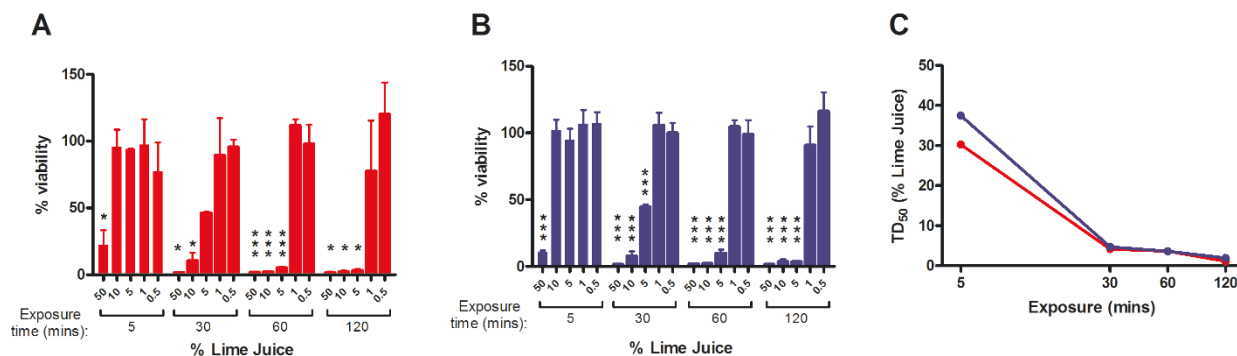 A
% viability
150
100
50
0
* * * * * * * * * * *
50 10 5 1 0.5 50 10 5 1 0.5 50 10 5 1 0.5 50 10 5 1 0.5
Exposure time (mins):
5 30 60 120
% Lime Juice
B
% viability
150
100
50
0
*** *** *** *** *** *** *** *** *** ***
50 10 5 1 0.5 50 10 5 1 0.5 50 10 5 1 0.5 50 10 5 1 0.5
Exposure time (mins):
5 30 60 120
% Lime Juice
C
TD50 (% Lime Juice)
50
40
30
20
10
0
5 30 60 120
Exposure (mins)